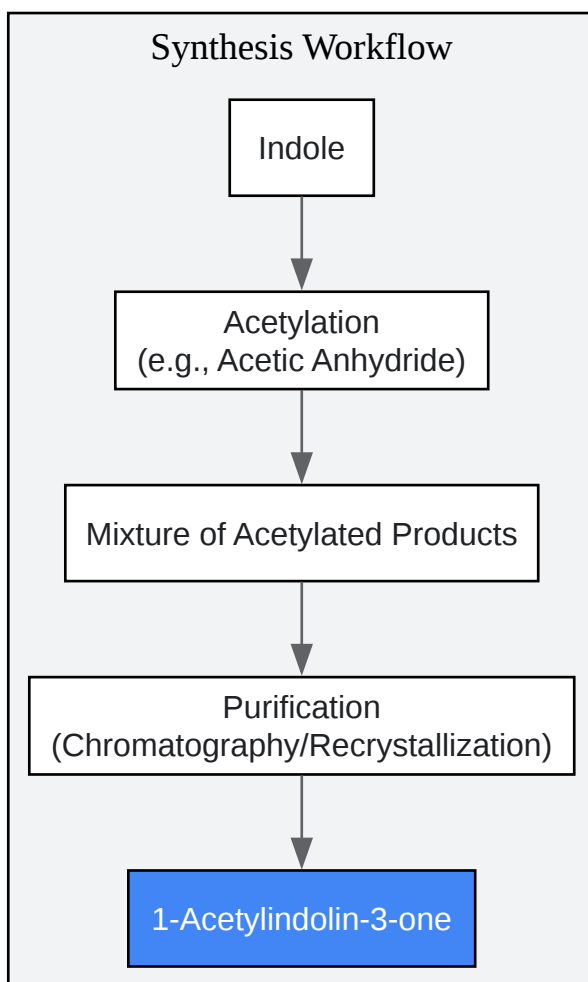 Synthesis Workflow
Indole
Acetylation
(e.g., Acetic Anhydride)
Mixture of Acetylated Products
Purification
(Chromatography/Recrystallization)
1-Acetylindolin-3-one